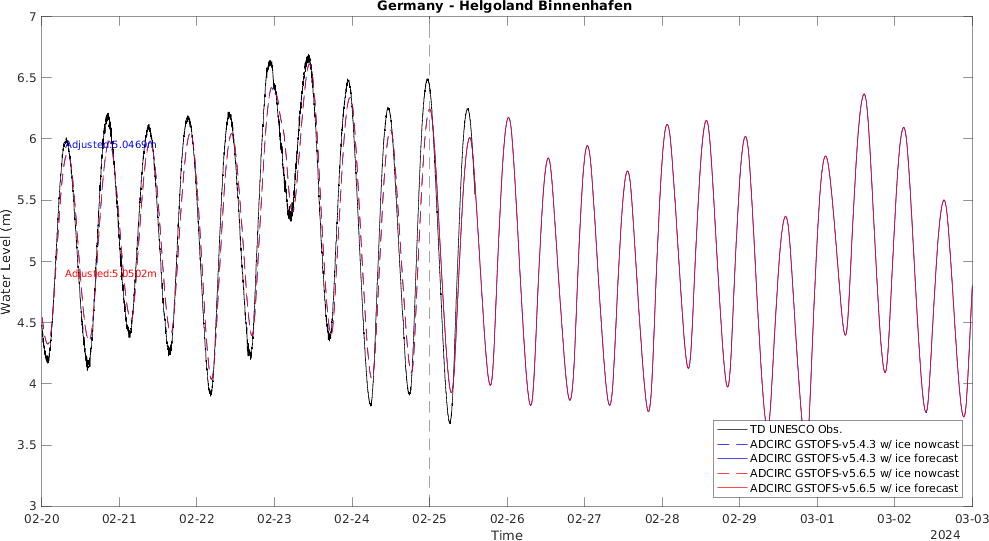 Germany - Helgoland Binnenhafen
7
6.5
6
5.5
5
4.5
4
3.5
3
Water Level (m)
Adjusted:5.0469m
Adjusted:5.0502m
TD UNESCO Obs.
ADCIRC GSTOFS-v5.4.3 w/ ice nowcast
ADCIRC GSTOFS-v5.4.3 w/ ice forecast
ADCIRC GSTOFS-v5.6.5 w/ ice nowcast
ADCIRC GSTOFS-v5.6.5 w/ ice forecast
02-20 02-21 02-22 02-23 02-24 02-25 02-26 02-27 02-28 02-29 03-01 03-02 03-03
Time
2024